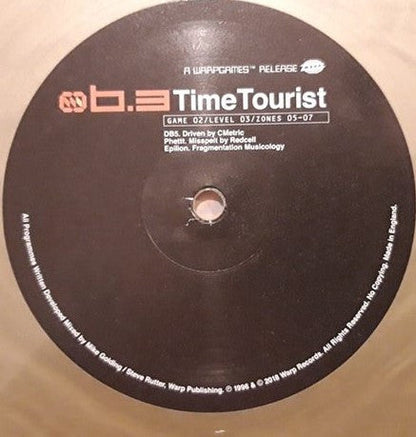 A WARPGAMES™ RELEASE
b.3 TimeTourist
GAME 02/LEVEL 03/ZONES 05-07
DB5. Driven by CMetric
Phettt. Misspelt by Redcell
Epilion. Fragmentation Musicology
All Programmes Written Developed Mixed by Mike Golding / Steve Rutter. Warp Publishing. ℗ 1996 & © 2018 Warp Records. All Rights Reserved. No Copying. Made in England.